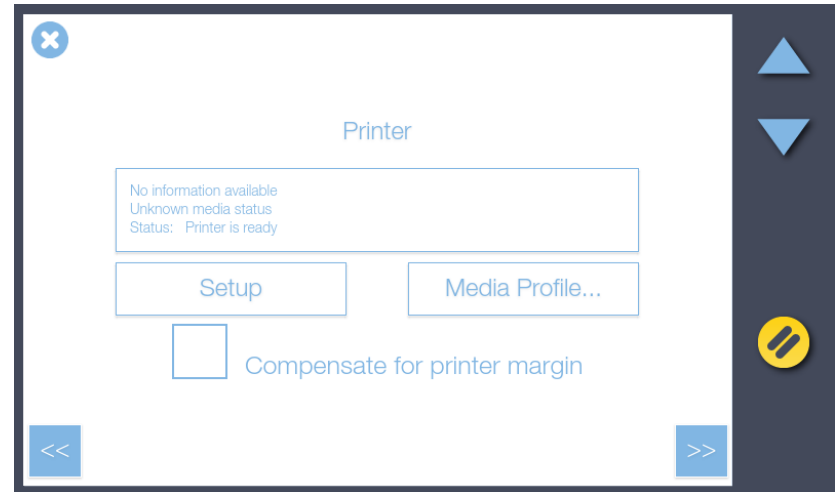 Printer
No information available
Unknown media status
Status: Printer is ready
Setup
Media Profile...
Compensate for printer margin
<<
>>